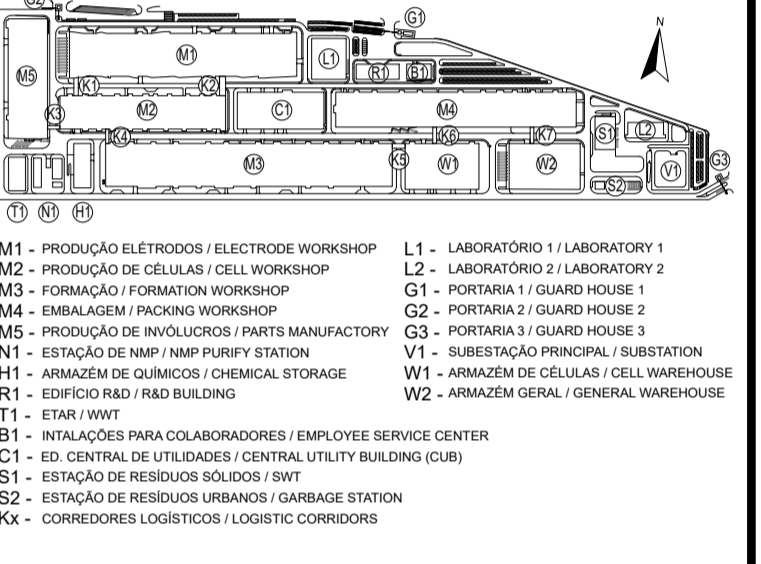 G2
G1
N
M1
M5
L1
R1
B1
K1
K2
K3
M2
C1
M4
K4
K6
K7
S1
L2
M3
K5
W1
W2
S2
V1
G3
T1 N1 H1
M1 - PRODUÇÃO ELÉTRODOS / ELECTRODE WORKSHOP
M2 - PRODUÇÃO DE CÉLULAS / CELL WORKSHOP
M3 - FORMAÇÃO / FORMATION WORKSHOP
M4 - EMBALAGEM / PACKING WORKSHOP
M5 - PRODUÇÃO DE INVÓLUCROS / PARTS MANUFACTORY
N1 - ESTAÇÃO DE NMP / NMP PURIFY STATION
H1 - ARMAZÉM DE QUÍMICOS / CHEMICAL STORAGE
R1 - EDIFÍCIO R&D / R&D BUILDING
T1 - ETAR / WWT
B1 - INTALAÇÕES PARA COLABORADORES / EMPLOYEE SERVICE CENTER
C1 - ED. CENTRAL DE UTILIDADES / CENTRAL UTILITY BUILDING (CUB)
S1 - ESTAÇÃO DE RESÍDUOS SÓLIDOS / SWT
S2 - ESTAÇÃO DE RESÍDUOS URBANOS / GARBAGE STATION
Kx - CORREDORES LOGÍSTICOS / LOGISTIC CORRIDORS
L1 - LABORATÓRIO 1 / LABORATORY 1
L2 - LABORATÓRIO 2 / LABORATORY 2
G1 - PORTARIA 1 / GUARD HOUSE 1
G2 - PORTARIA 2 / GUARD HOUSE 2
G3 - PORTARIA 3 / GUARD HOUSE 3
V1 - SUBESTAÇÃO PRINCIPAL / SUBSTATION
W1 - ARMAZÉM DE CÉLULAS / CELL WAREHOUSE
W2 - ARMAZÉM GERAL / GENERAL WAREHOUSE